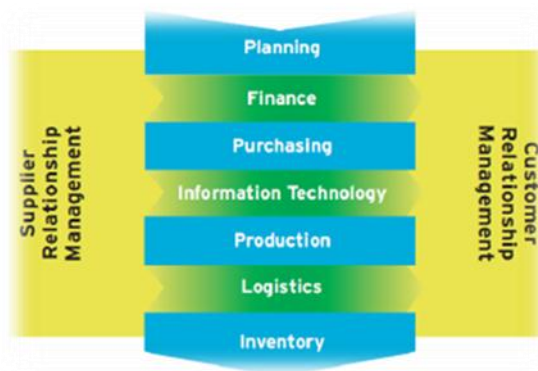 Supplier
Relationship
Management
Planning
Finance
Purchasing
Information Technology
Production
Logistics
Inventory
Customer
Relationship
Management